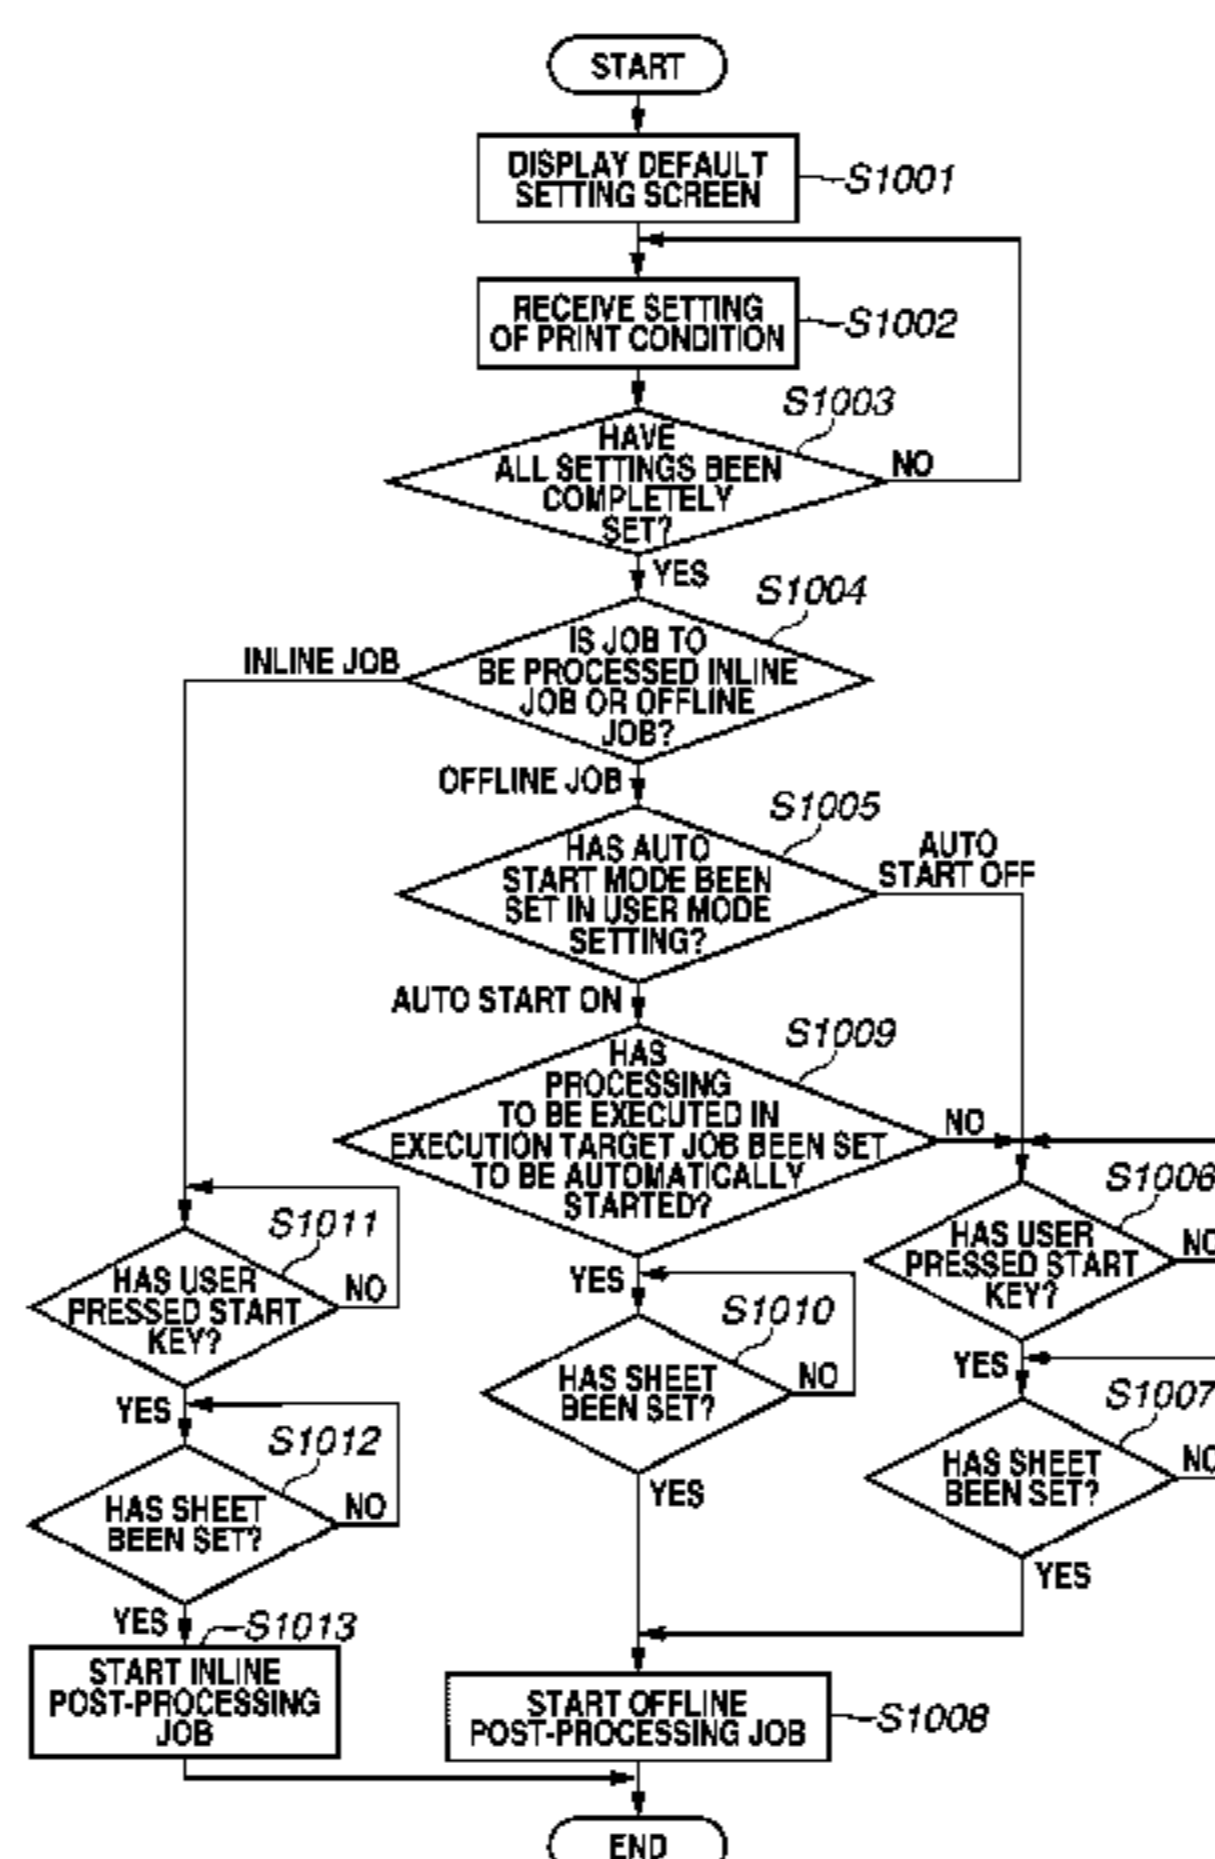 START
DISPLAY DEFAULT
SETTING SCREEN
S1001
RECEIVE SETTING
OF PRINT CONDITION
S1002
S1003
HAVE
ALL SETTINGS BEEN
COMPLETELY
SET?
NO
YES
S1004
IS JOB TO
BE PROCESSED INLINE
JOB OR OFFLINE
JOB?
INLINE JOB
OFFLINE JOB
S1005
HAS AUTO
START MODE BEEN
SET IN USER MODE
SETTING?
AUTO
START OFF
AUTO START ON
S1009
HAS
PROCESSING
TO BE EXECUTED IN
EXECUTION TARGET JOB BEEN SET
TO BE AUTOMATICALLY
STARTED?
NO
YES
S1011
HAS USER
PRESSED START
KEY?
NO
YES
S1012
HAS SHEET
BEEN SET?
NO
YES
S1013
START INLINE
POST-PROCESSING
JOB
S1010
HAS SHEET
BEEN SET?
NO
YES
S1006
HAS USER
PRESSED START
KEY?
NO
YES
S1007
HAS SHEET
BEEN SET?
NO
YES
START OFFLINE
POST-PROCESSING JOB
S1008
END